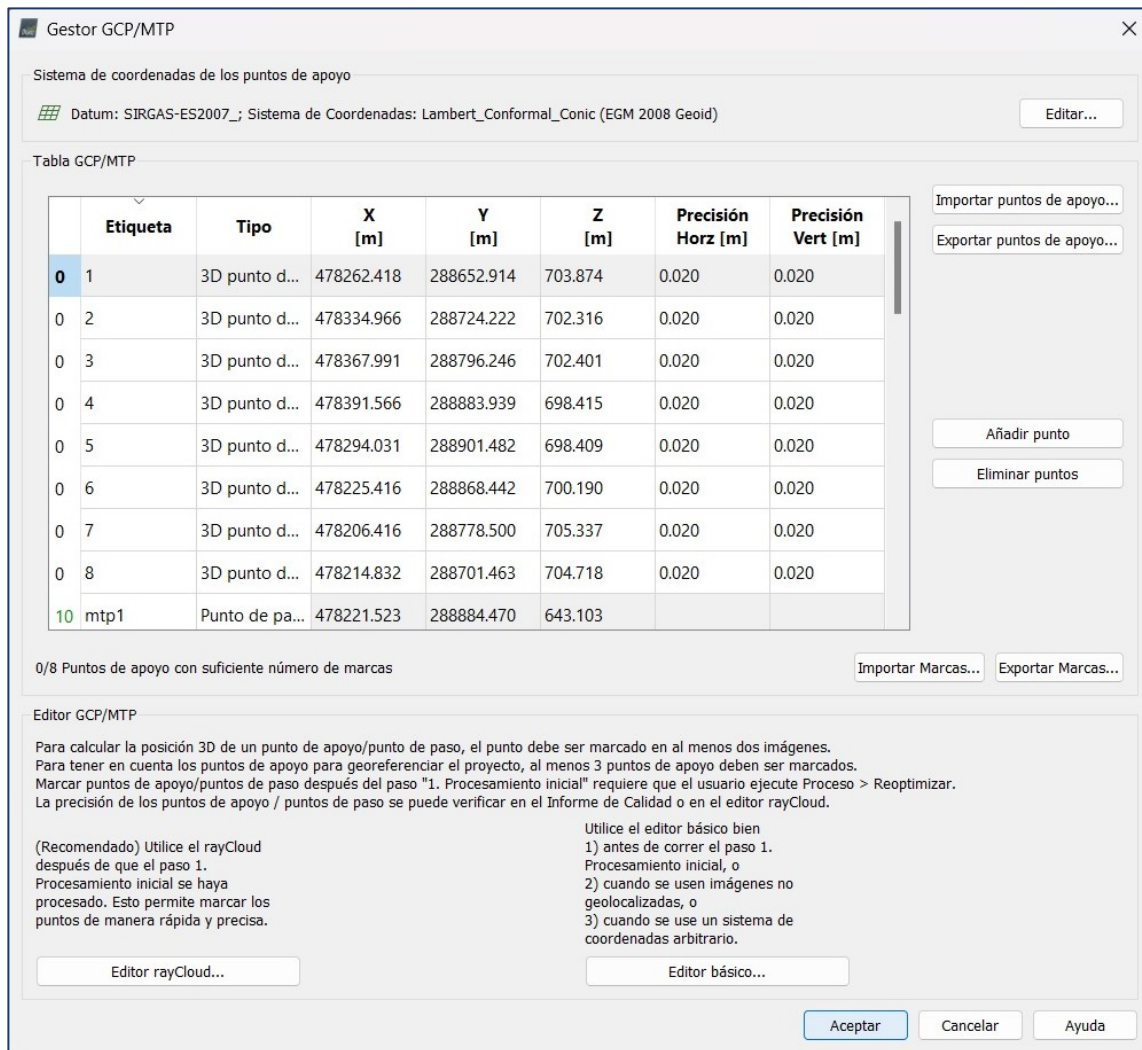 Gestor GCP/MTP
Sistema de coordenadas de los puntos de apoyo
Datum: SIRGAS-ES2007_; Sistema de Coordenadas: Lambert_Conformal_Conic (EGM 2008 Geoid)
Editar...
Tabla GCP/MTP
Etiqueta Tipo X [m] Y [m] Z [m] Precisión Horz [m] Precisión Vert [m]
0 1 3D punto d... 478262.418 288652.914 703.874 0.020 0.020
0 2 3D punto d... 478334.966 288724.222 702.316 0.020 0.020
0 3 3D punto d... 478367.991 288796.246 702.401 0.020 0.020
0 4 3D punto d... 478391.566 288883.939 698.415 0.020 0.020
0 5 3D punto d... 478294.031 288901.482 698.409 0.020 0.020
0 6 3D punto d... 478225.416 288868.442 700.190 0.020 0.020
0 7 3D punto d... 478206.416 288778.500 705.337 0.020 0.020
0 8 3D punto d... 478214.832 288701.463 704.718 0.020 0.020
10 mtp1 Punto de pa... 478221.523 288884.470 643.103
Importar puntos de apoyo...
Exportar puntos de apoyo...
Añadir punto
Eliminar puntos
0/8 Puntos de apoyo con suficiente número de marcas
Importar Marcas...
Exportar Marcas...
Editor GCP/MTP
Para calcular la posición 3D de un punto de apoyo/punto de paso, el punto debe ser marcado en al menos dos imágenes.
Para tener en cuenta los puntos de apoyo para georeferenciar el proyecto, al menos 3 puntos de apoyo deben ser marcados.
Marcar puntos de apoyo/puntos de paso después del paso "1. Procesamiento inicial" requiere que el usuario ejecute Proceso > Reoptimizar.
La precisión de los puntos de apoyo / puntos de paso se puede verificar en el Informe de Calidad o en el editor rayCloud.
(Recomendado) Utilice el rayCloud
después de que el paso 1.
Procesamiento inicial se haya
procesado. Esto permite marcar los
puntos de manera rápida y precisa.
Editor rayCloud...
Utilice el editor básico bien
1) antes de correr el paso 1.
Procesamiento inicial, o
2) cuando se usen imágenes no
geolocalizadas, o
3) cuando se use un sistema de
coordenadas arbitrario.
Editor básico...
Aceptar
Cancelar
Ayuda